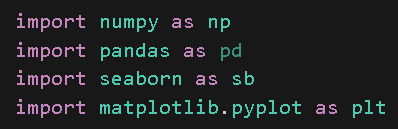 import numpy as np
import pandas as pd
import seaborn as sb
import matplotlib.pyplot as plt